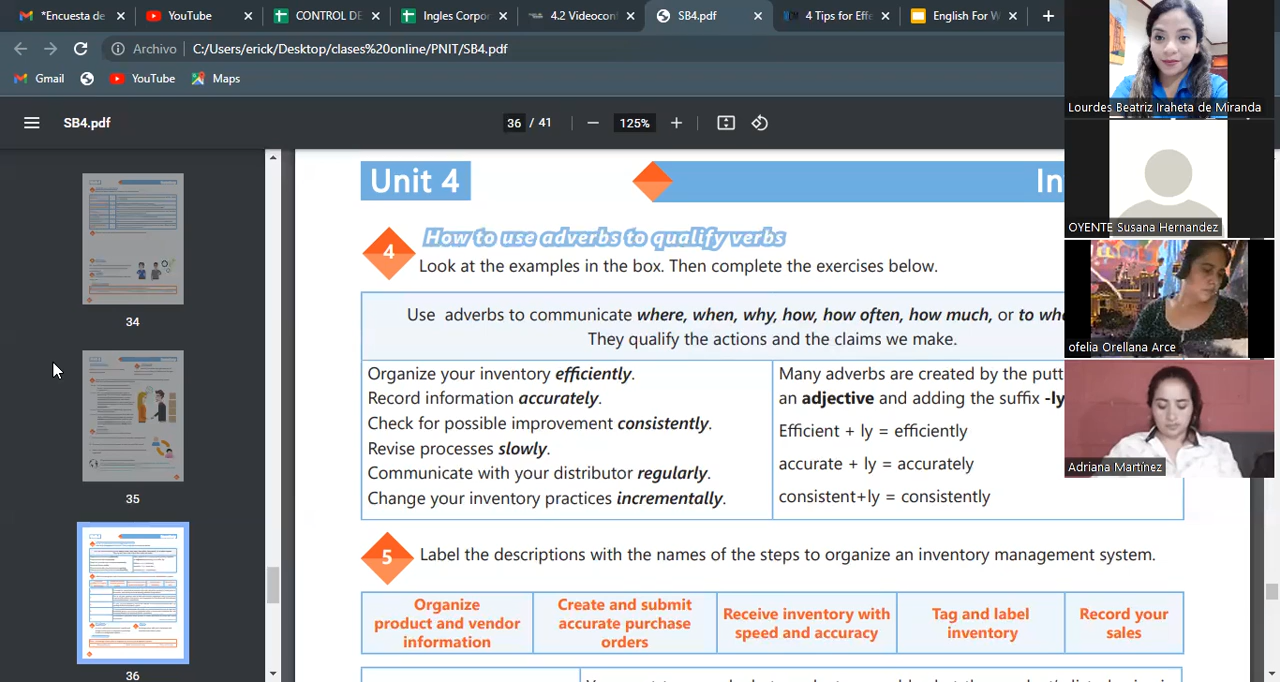 *Encuesta de
YouTube
CONTROL DE
Ingles Corpo
4.2 Videocon
SB4.pdf
4 Tips for Effe
English For W
Archivo
C:/Users/erick/Desktop/clases%20online/PNIT/SB4.pdf
Gmail
YouTube
Maps
SB4.pdf
36 / 41
125%
34
35
36
Unit 4
In
4
How to use adverbs to qualify verbs
Look at the examples in the box. Then complete the exercises below.
Use adverbs to communicate where, when, why, how, how often, how much, or to who
They qualify the actions and the claims we make.
Organize your inventory efficiently.
Record information accurately.
Check for possible improvement consistently.
Revise processes slowly.
Communicate with your distributor regularly.
Change your inventory practices incrementally.
Many adverbs are created by the putt
an adjective and adding the suffix -ly
Efficient + ly = efficiently
accurate + ly = accurately
consistent+ly = consistently
5
Label the descriptions with the names of the steps organize an inventory management system.
Organize
product and vendor
information
Create and submit
accurate purchase
orders
Receive inventory with
speed and accuracy
Tag and label
inventory
Record your
sales
Lourdes Beatriz Iraheta de Miranda
OYENTE Susana Hernandez
ofelia Orellana Arce
Adriana Martínez